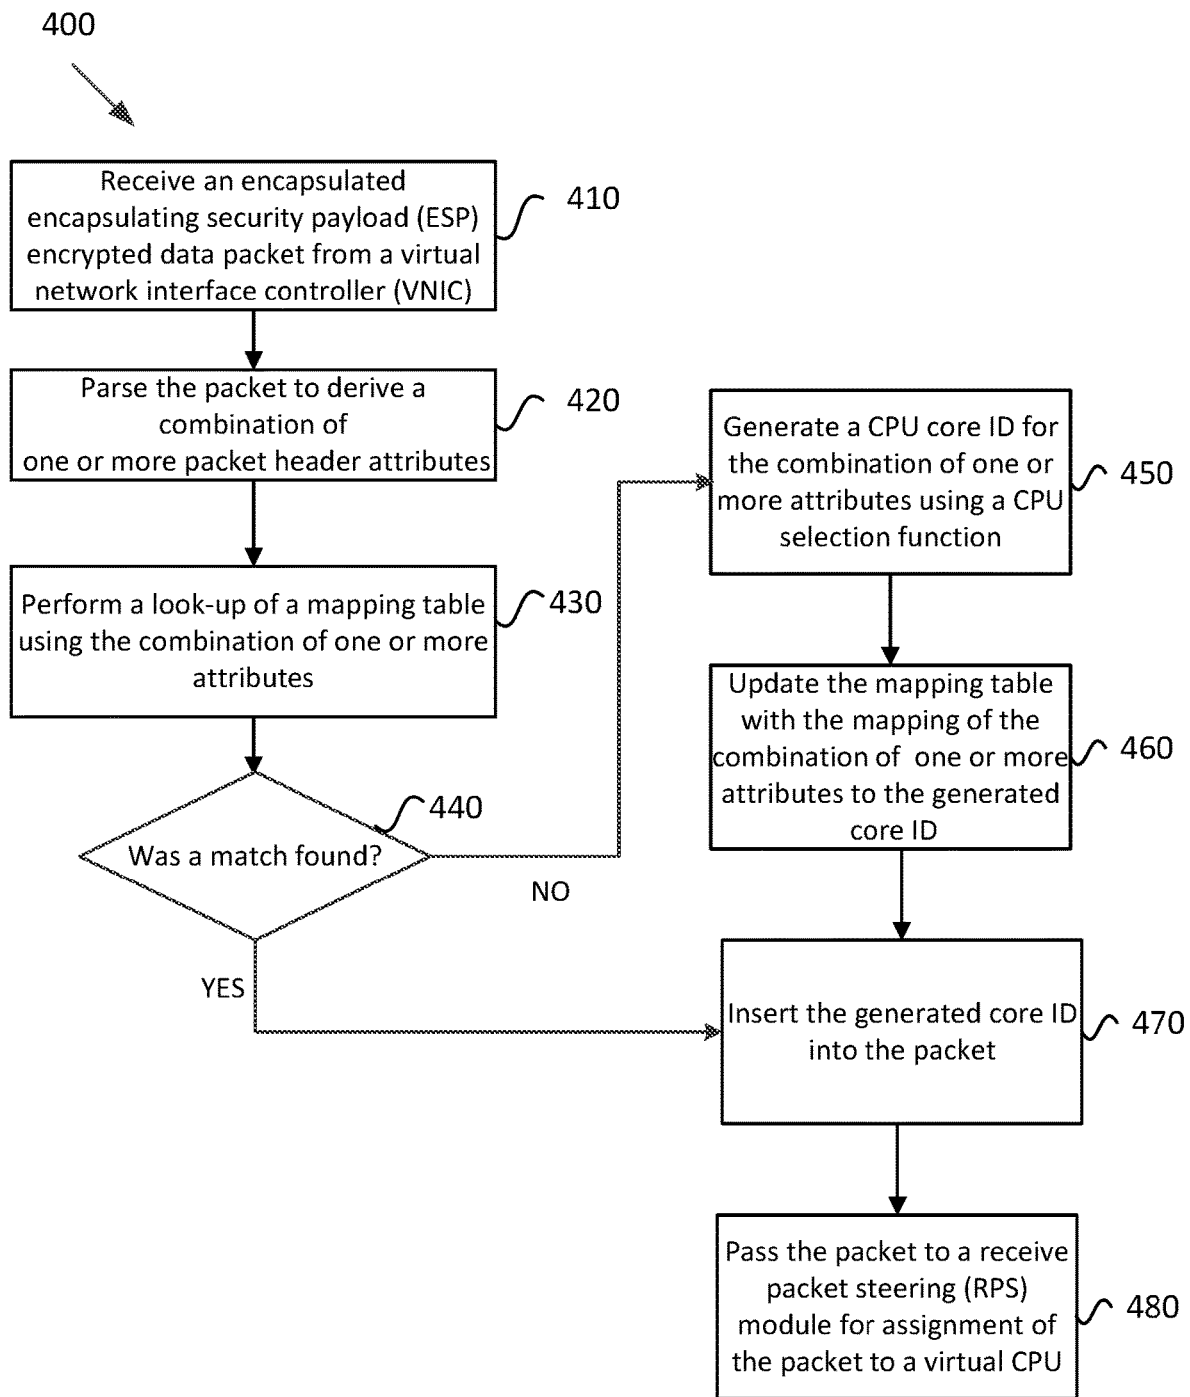 400
Receive an encapsulated
encapsulating security payload (ESP)
encrypted data packet from a virtual
network interface controller (VNIC)
410
Parse the packet to derive a
combination of
one or more packet header attributes
420
Perform a look-up of a mapping table
using the combination of one or more
attributes
430
Was a match found?
440
NO
YES
Generate a CPU core ID for
the combination of one or
more attributes using a CPU
selection function
450
Update the mapping table
with the mapping of the
combination of one or more
attributes to the generated
core ID
460
Insert the generated core ID
into the packet
470
Pass the packet to a receive
packet steering (RPS)
module for assignment of
the packet to a virtual CPU
480